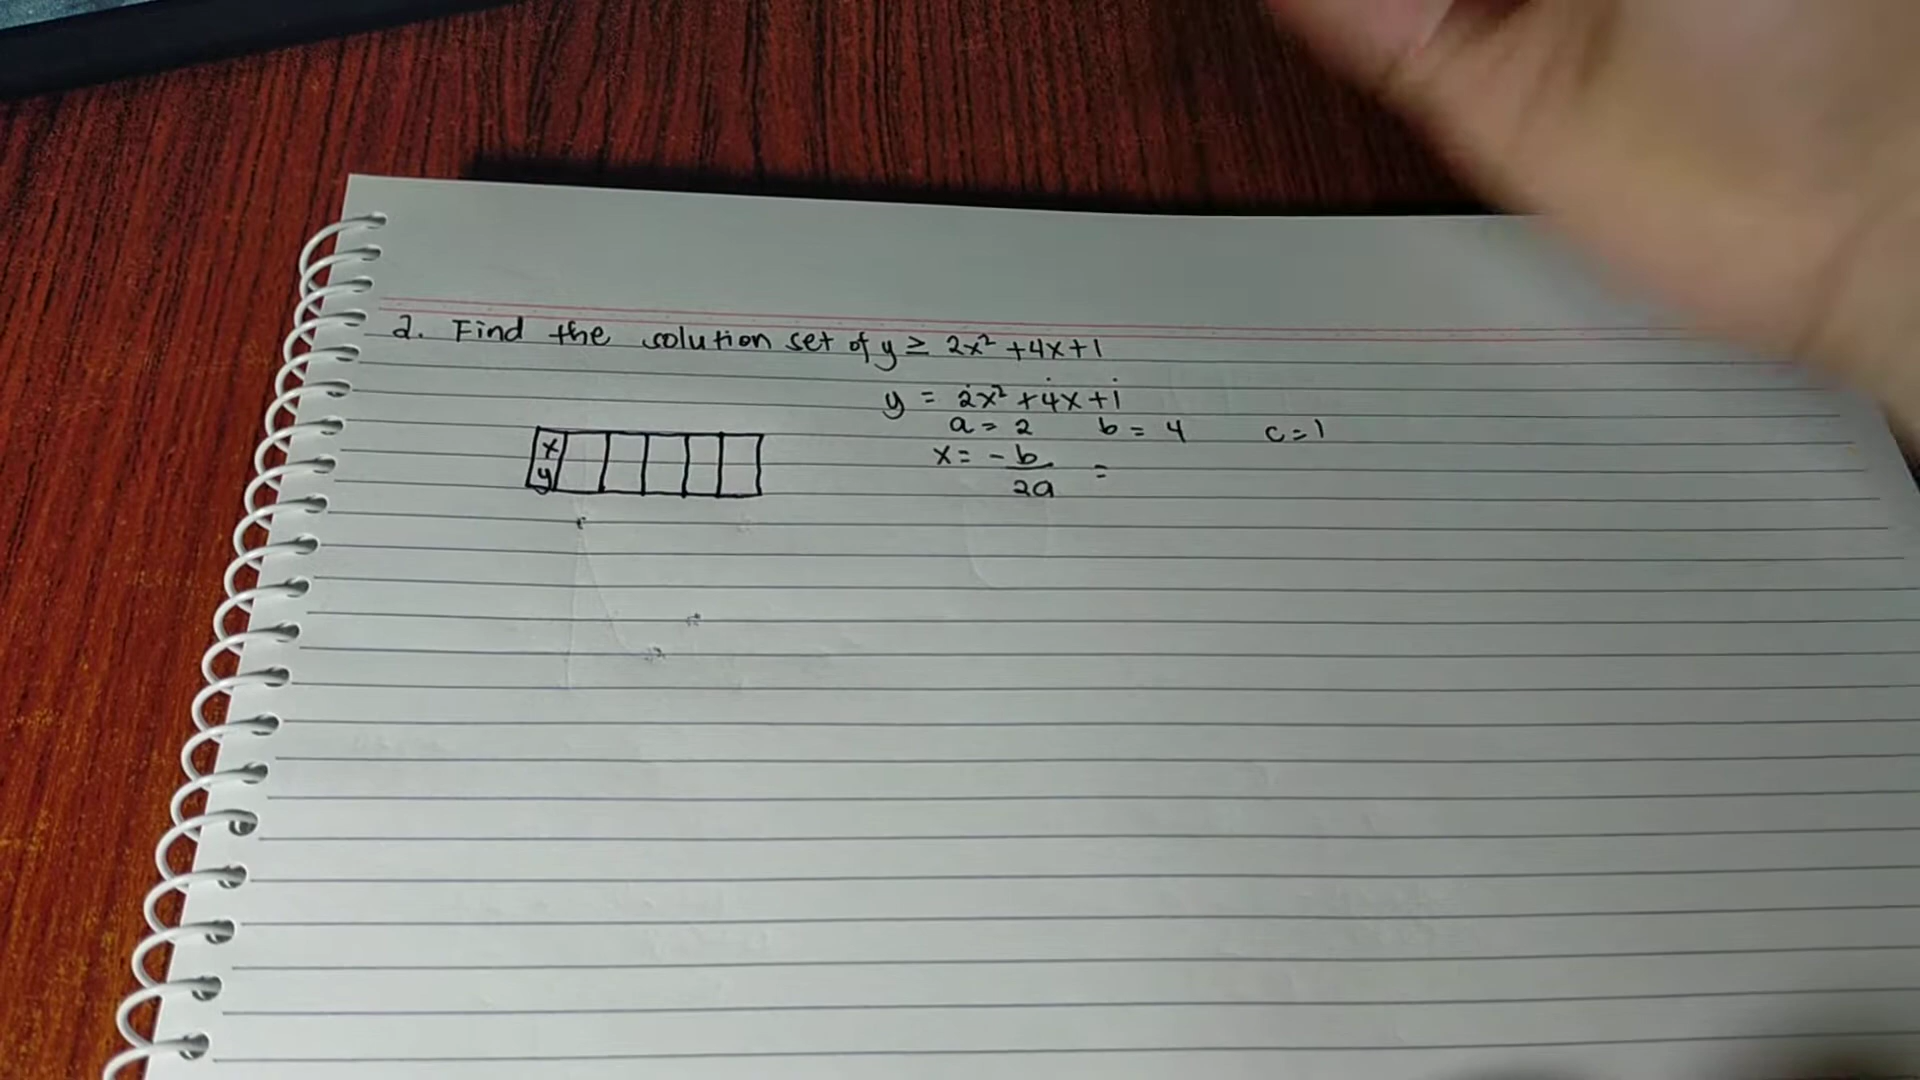 2. Find the solution set of y ≥ 2x² + 4x + 1
y = 2x² + 4x + 1
a = 2 b = 4 c = 1
x
y
x = -b/2a =